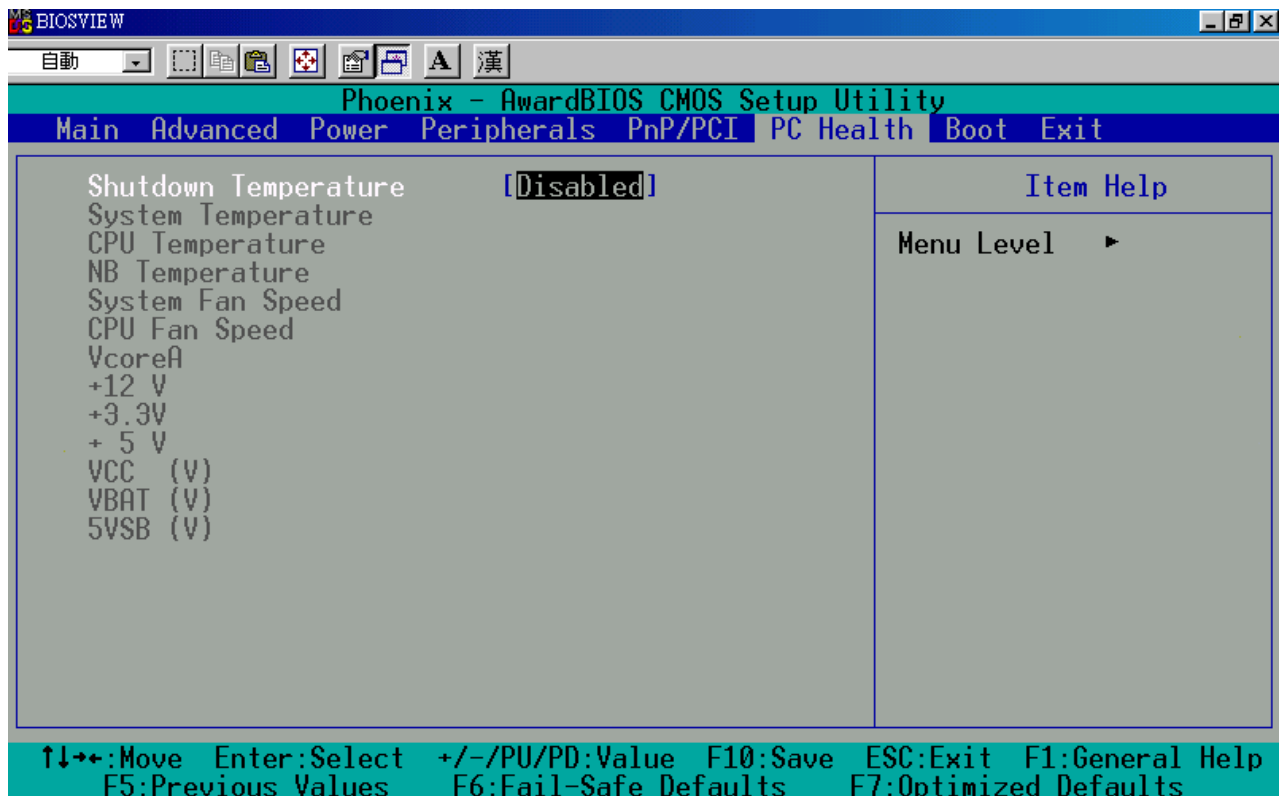 BIOSVIEW
自動
A 漢
Phoenix - AwardBIOS CMOS Setup Utility
Main Advanced Power Peripherals PnP/PCI PC Health Boot Exit
Shutdown Temperature [Disabled]
System Temperature
CPU Temperature
NB Temperature
System Fan Speed
CPU Fan Speed
VcoreA
+12 V
+3.3V
+ 5 V
VCC (V)
VBAT (V)
5VSB (V)
Item Help
Menu Level ►
↑↓→←:Move Enter:Select +/-/PU/PD:Value F10:Save ESC:Exit F1:General Help
F5:Previous Values F6:Fail-Safe Defaults F7:Optimized Defaults